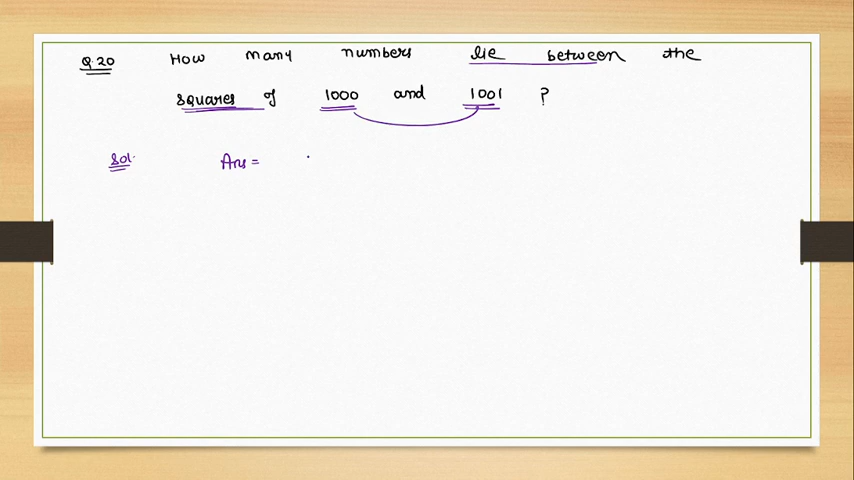 Q.20 How many numbers lie between the
squares of 1000 and 1001 ?
Sol. Ans =